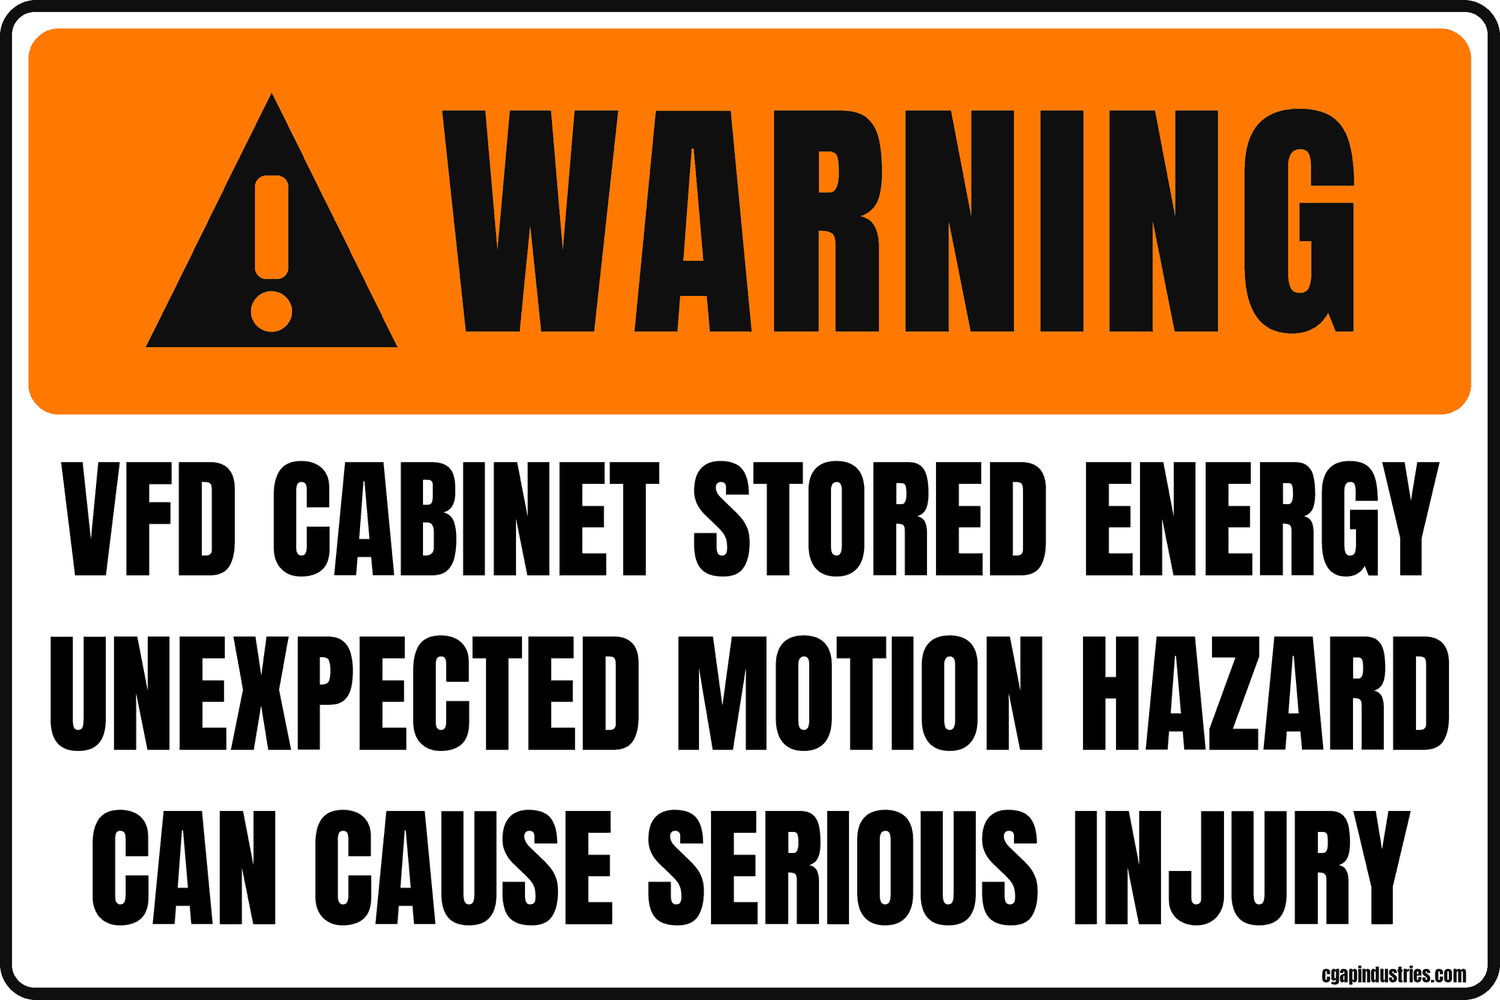 WARNING
VFD CABINET STORED ENERGY
UNEXPECTED MOTION HAZARD
CAN CAUSE SERIOUS INJURY
cgapindustries.com